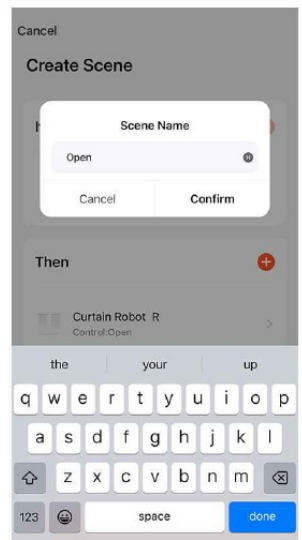 Cancel
Create Scene
Scene Name
Open
Cancel Confirm
Then
Curtain Robot R
Control:Open
the your up
q w e r t y u i o p
a s d f g h j k l
z x c v b n m
123 space done